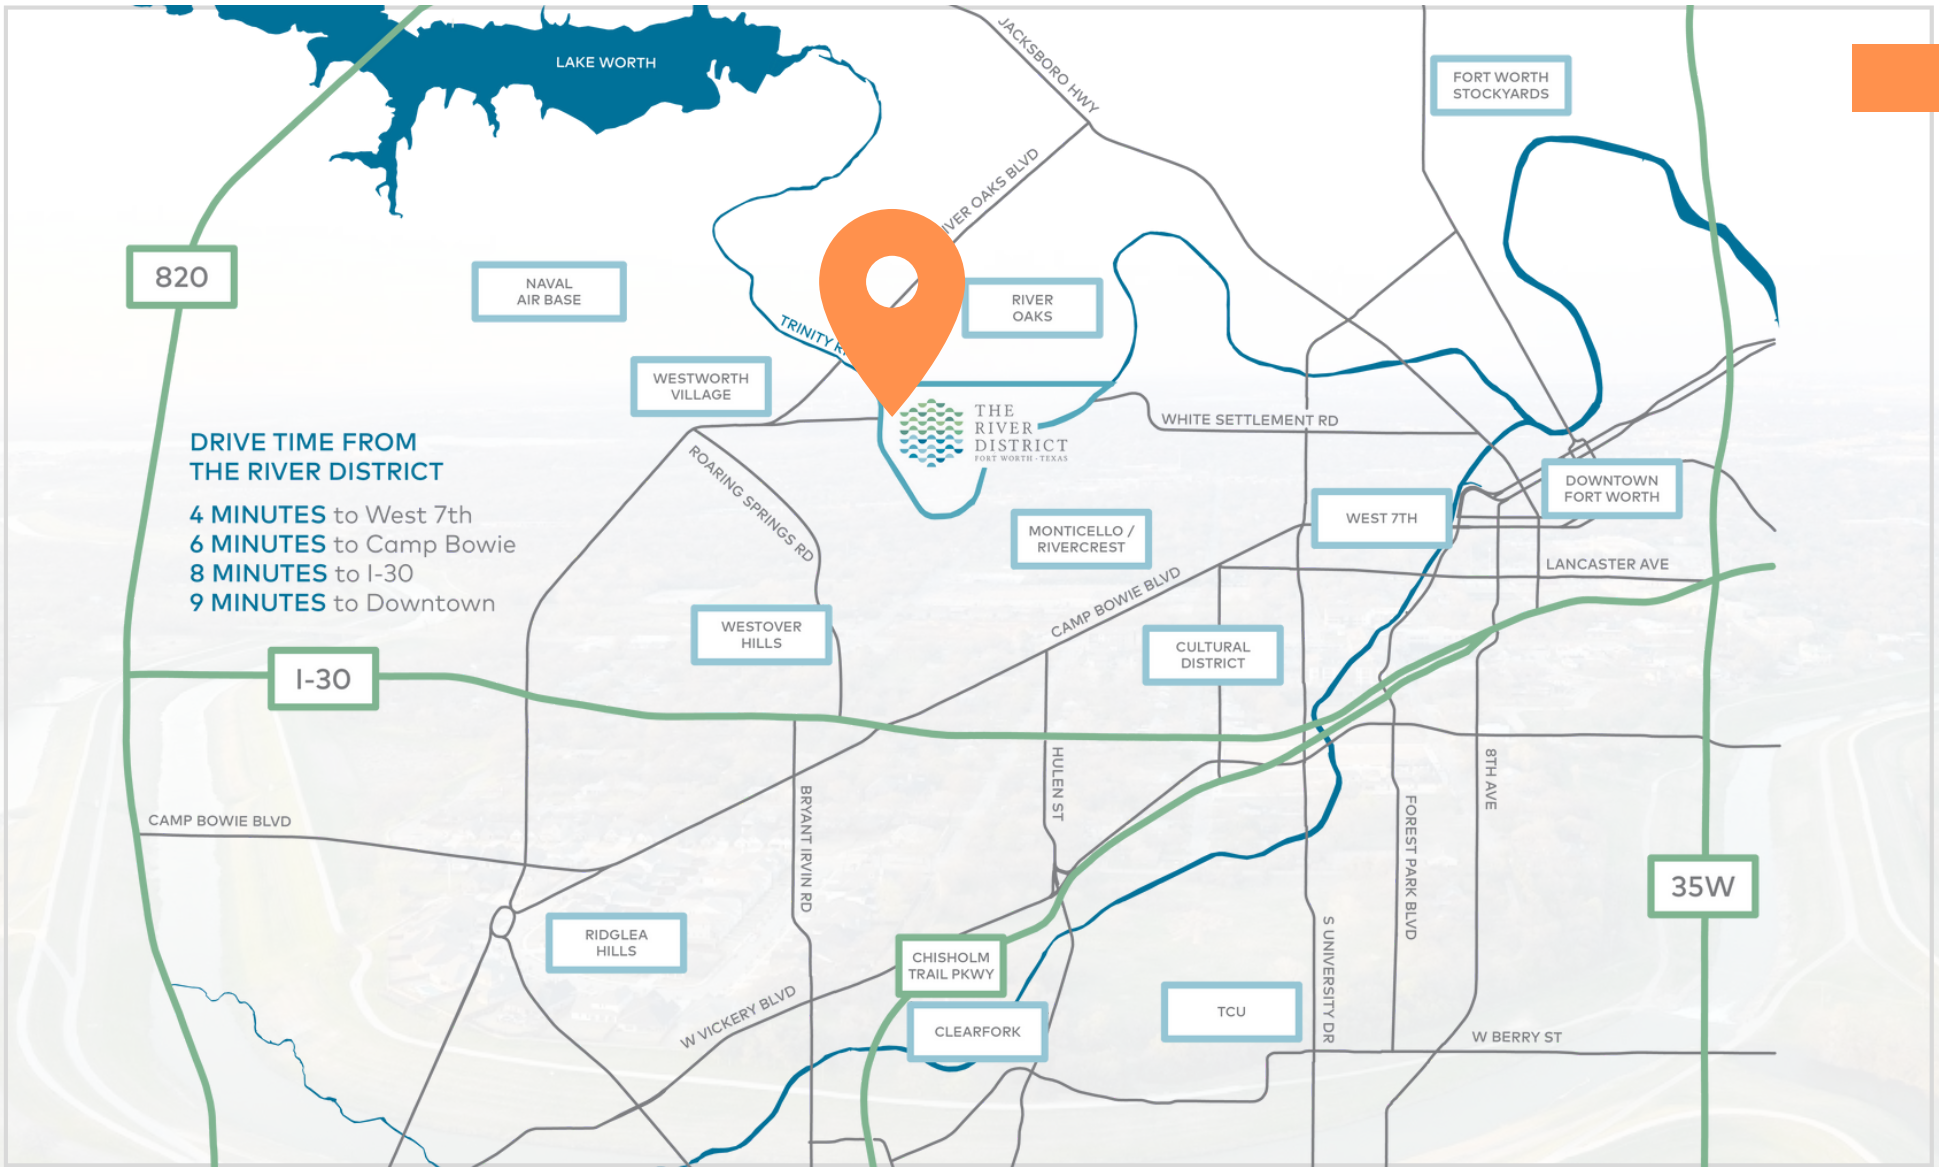 LAKE WORTH
JACKSBORO HWY
FORT WORTH
STOCKYARDS
820
NAVAL
AIR BASE
RIVER
OAKS
OAKS BLVD
TRINITY
WESTWORTH
VILLAGE
THE
RIVER
DISTRICT
FORT WORTH · TEXAS
WHITE SETTLEMENT RD
DRIVE TIME FROM
THE RIVER DISTRICT
4 MINUTES to West 7th
6 MINUTES to Camp Bowie
8 MINUTES to I-30
9 MINUTES to Downtown
ROARING SPRINGS RD
DOWNTOWN
FORT WORTH
WEST 7TH
MONTICELLO /
RIVERCREST
LANCASTER AVE
CAMP BOWIE BLVD
WESTOVER
HILLS
CULTURAL
DISTRICT
I-30
HULEN ST
8TH AVE
BRYANT IRVIN RD
FOREST PARK BLVD
CAMP BOWIE BLVD
35W
RIDGLEA
HILLS
CHISHOLM
TRAIL PKWY
S UNIVERSITY DR
W VICKERY BLVD
CLEARFORK
TCU
W BERRY ST